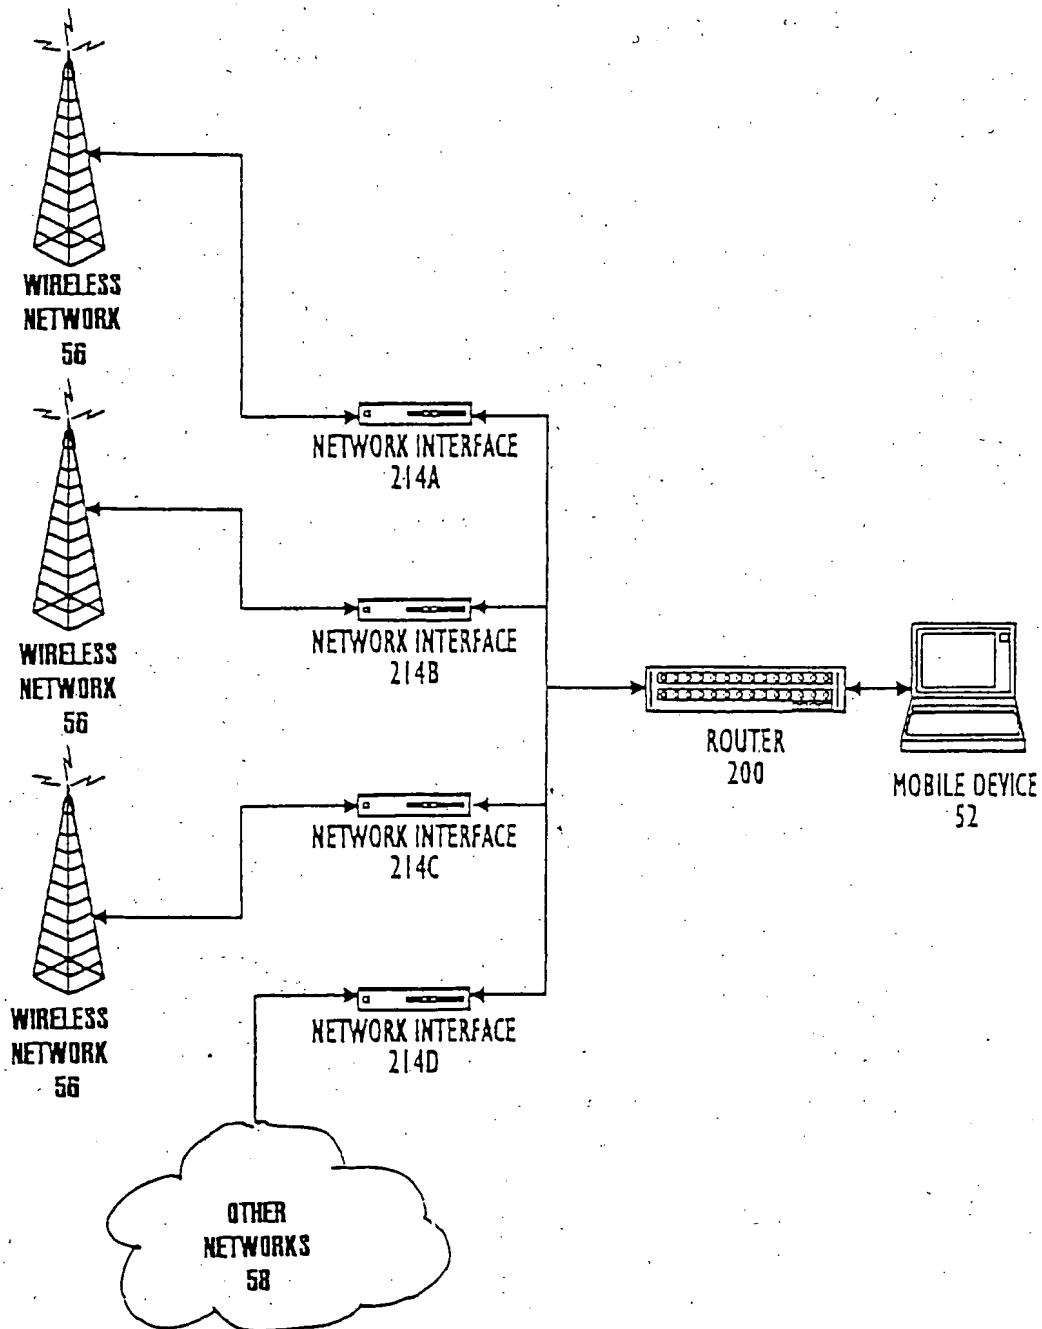 WIRELESS
NETWORK
56
NETWORK INTERFACE
214A
WIRELESS
NETWORK
56
NETWORK INTERFACE
214B
ROUTER
200
MOBILE DEVICE
52
NETWORK INTERFACE
214C
WIRELESS
NETWORK
56
NETWORK INTERFACE
214D
OTHER
NETWORKS
58